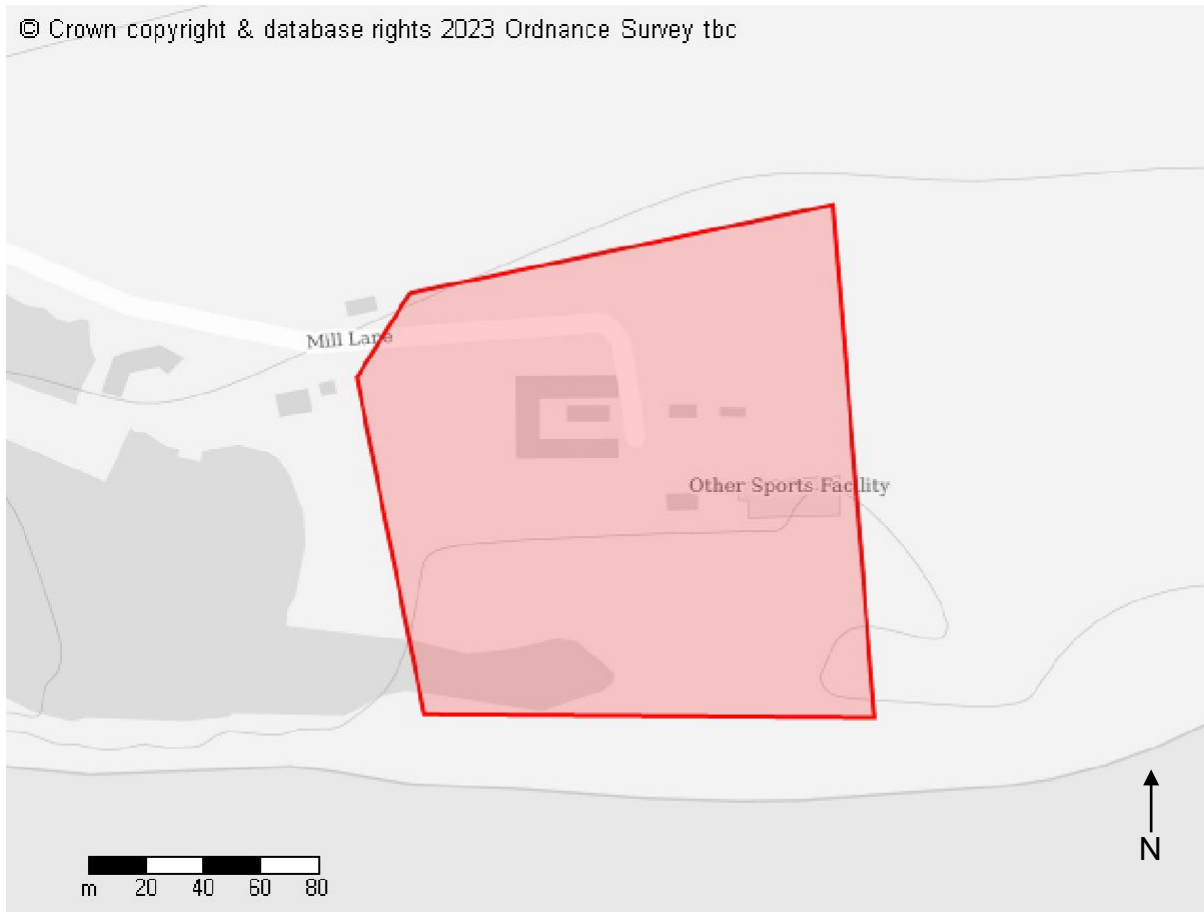 © Crown copyright & database rights 2023 Ordnance Survey tbc
Mill Lane
Other Sports Facility
m 20 40 60 80
N